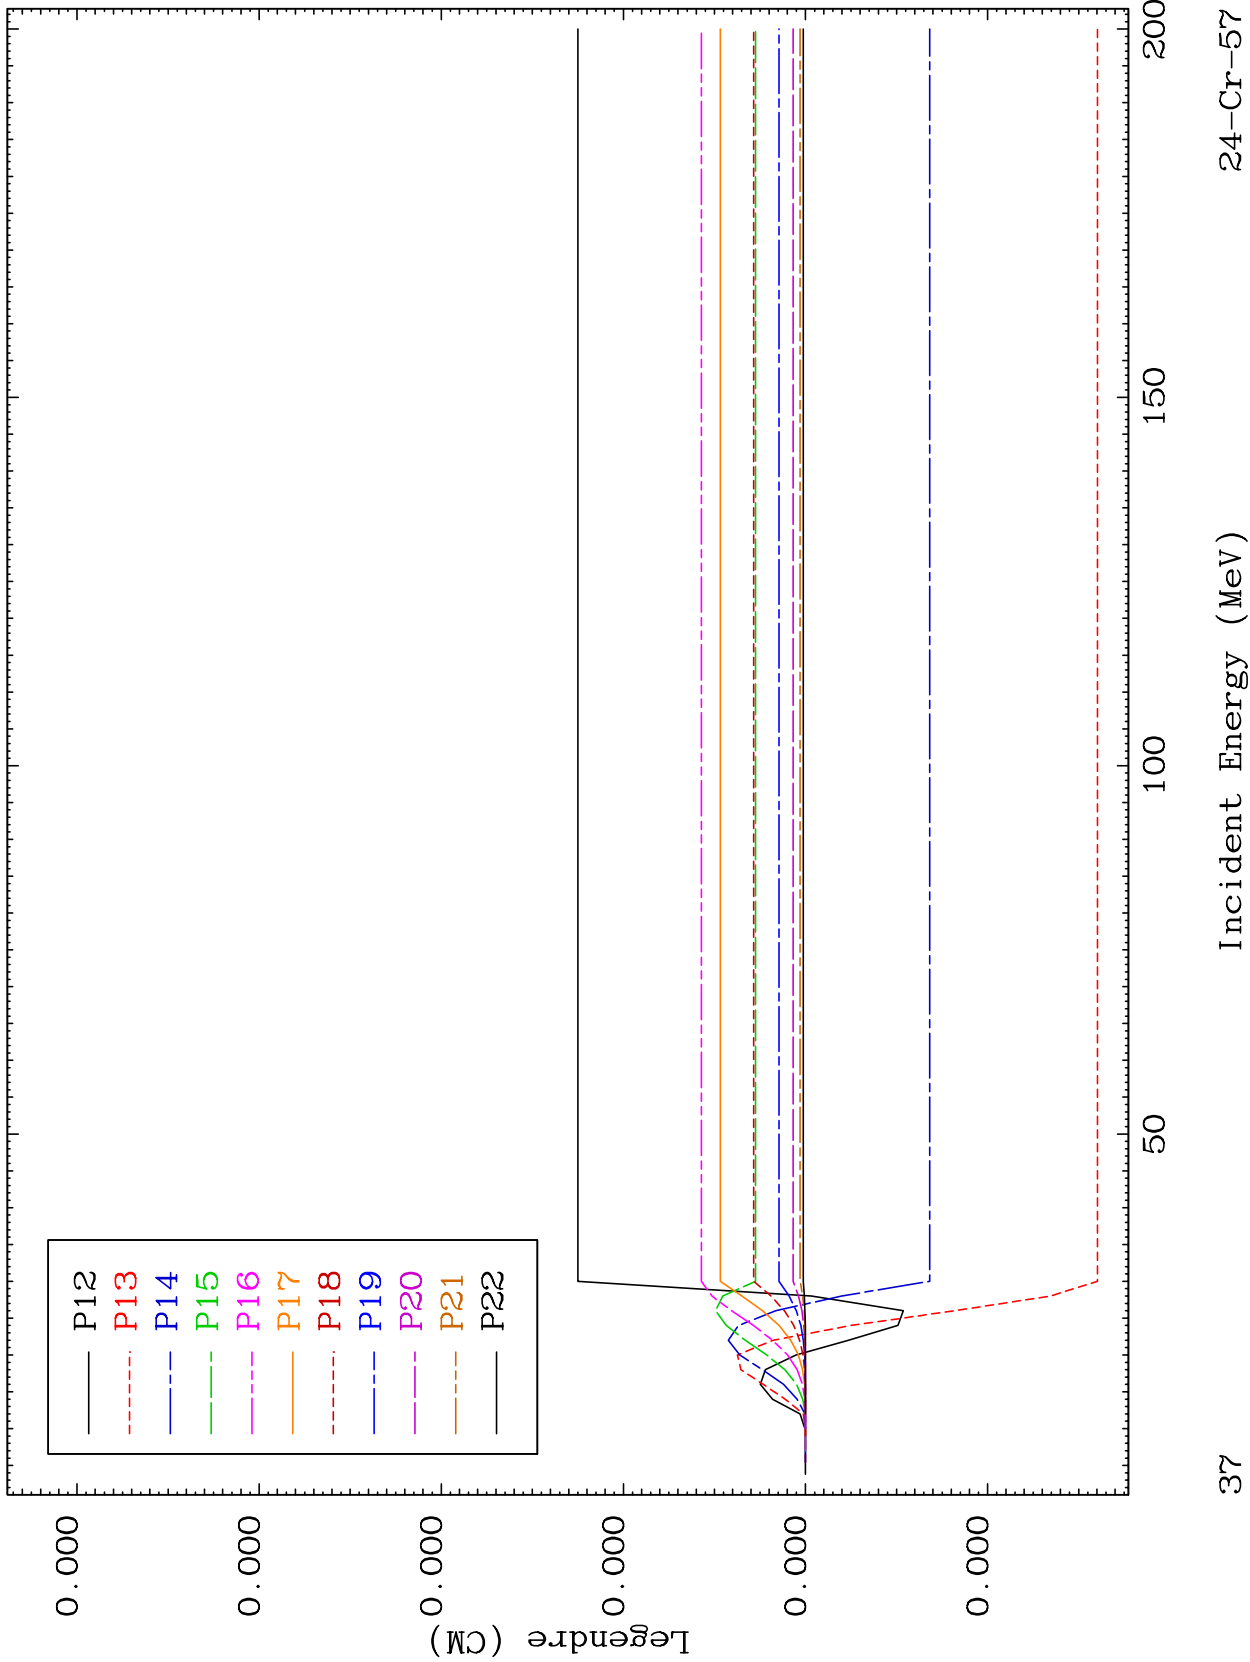 Legendre (CM)
0.000
0.000
0.000
0.000
0.000
0.000
P12
P13
P14
P15
P16
P17
P18
P19
P20
P21
P22
50
100
150
200
37
Incident Energy (MeV)
24-Cr-57